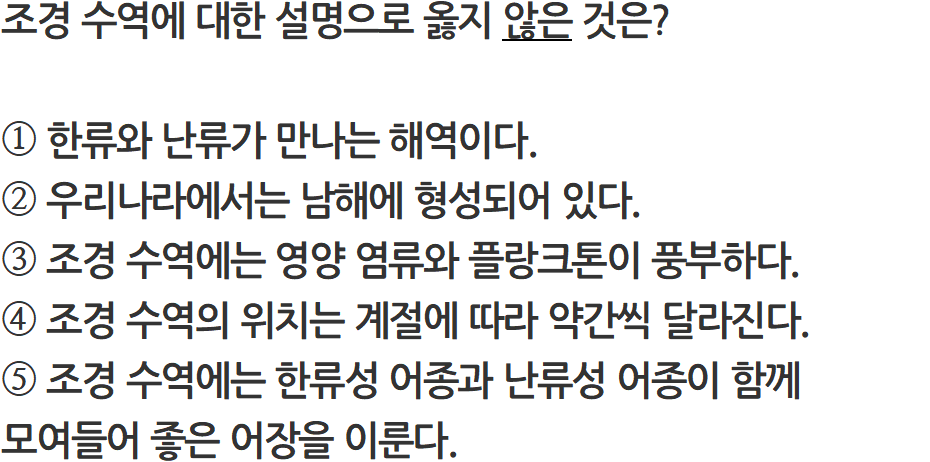 조경 수역에 대한 설명으로 옳지 않은 것은?
① 한류와 난류가 만나는 해역이다.
② 우리나라에서는 남해에 형성되어 있다.
③ 조경 수역에는 영양 염류와 플랑크톤이 풍부하다.
④ 조경 수역의 위치는 계절에 따라 약간씩 달라진다.
⑤ 조경 수역에는 한류성 어종과 난류성 어종이 함께
모여들어 좋은 어장을 이룬다.